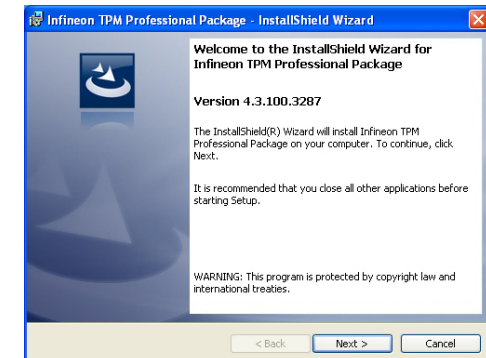 Infineon TPM Professional Package - InstallShield Wizard
Welcome to the InstallShield Wizard for
Infineon TPM Professional Package
Version 4.3.100.3287
The InstallShield(R) Wizard will install Infineon TPM
Professional Package on your computer. To continue, click
Next.
It is recommended that you close all other applications before
starting Setup.
WARNING: This program is protected by copyright law and
international treaties.
< Back Next > Cancel